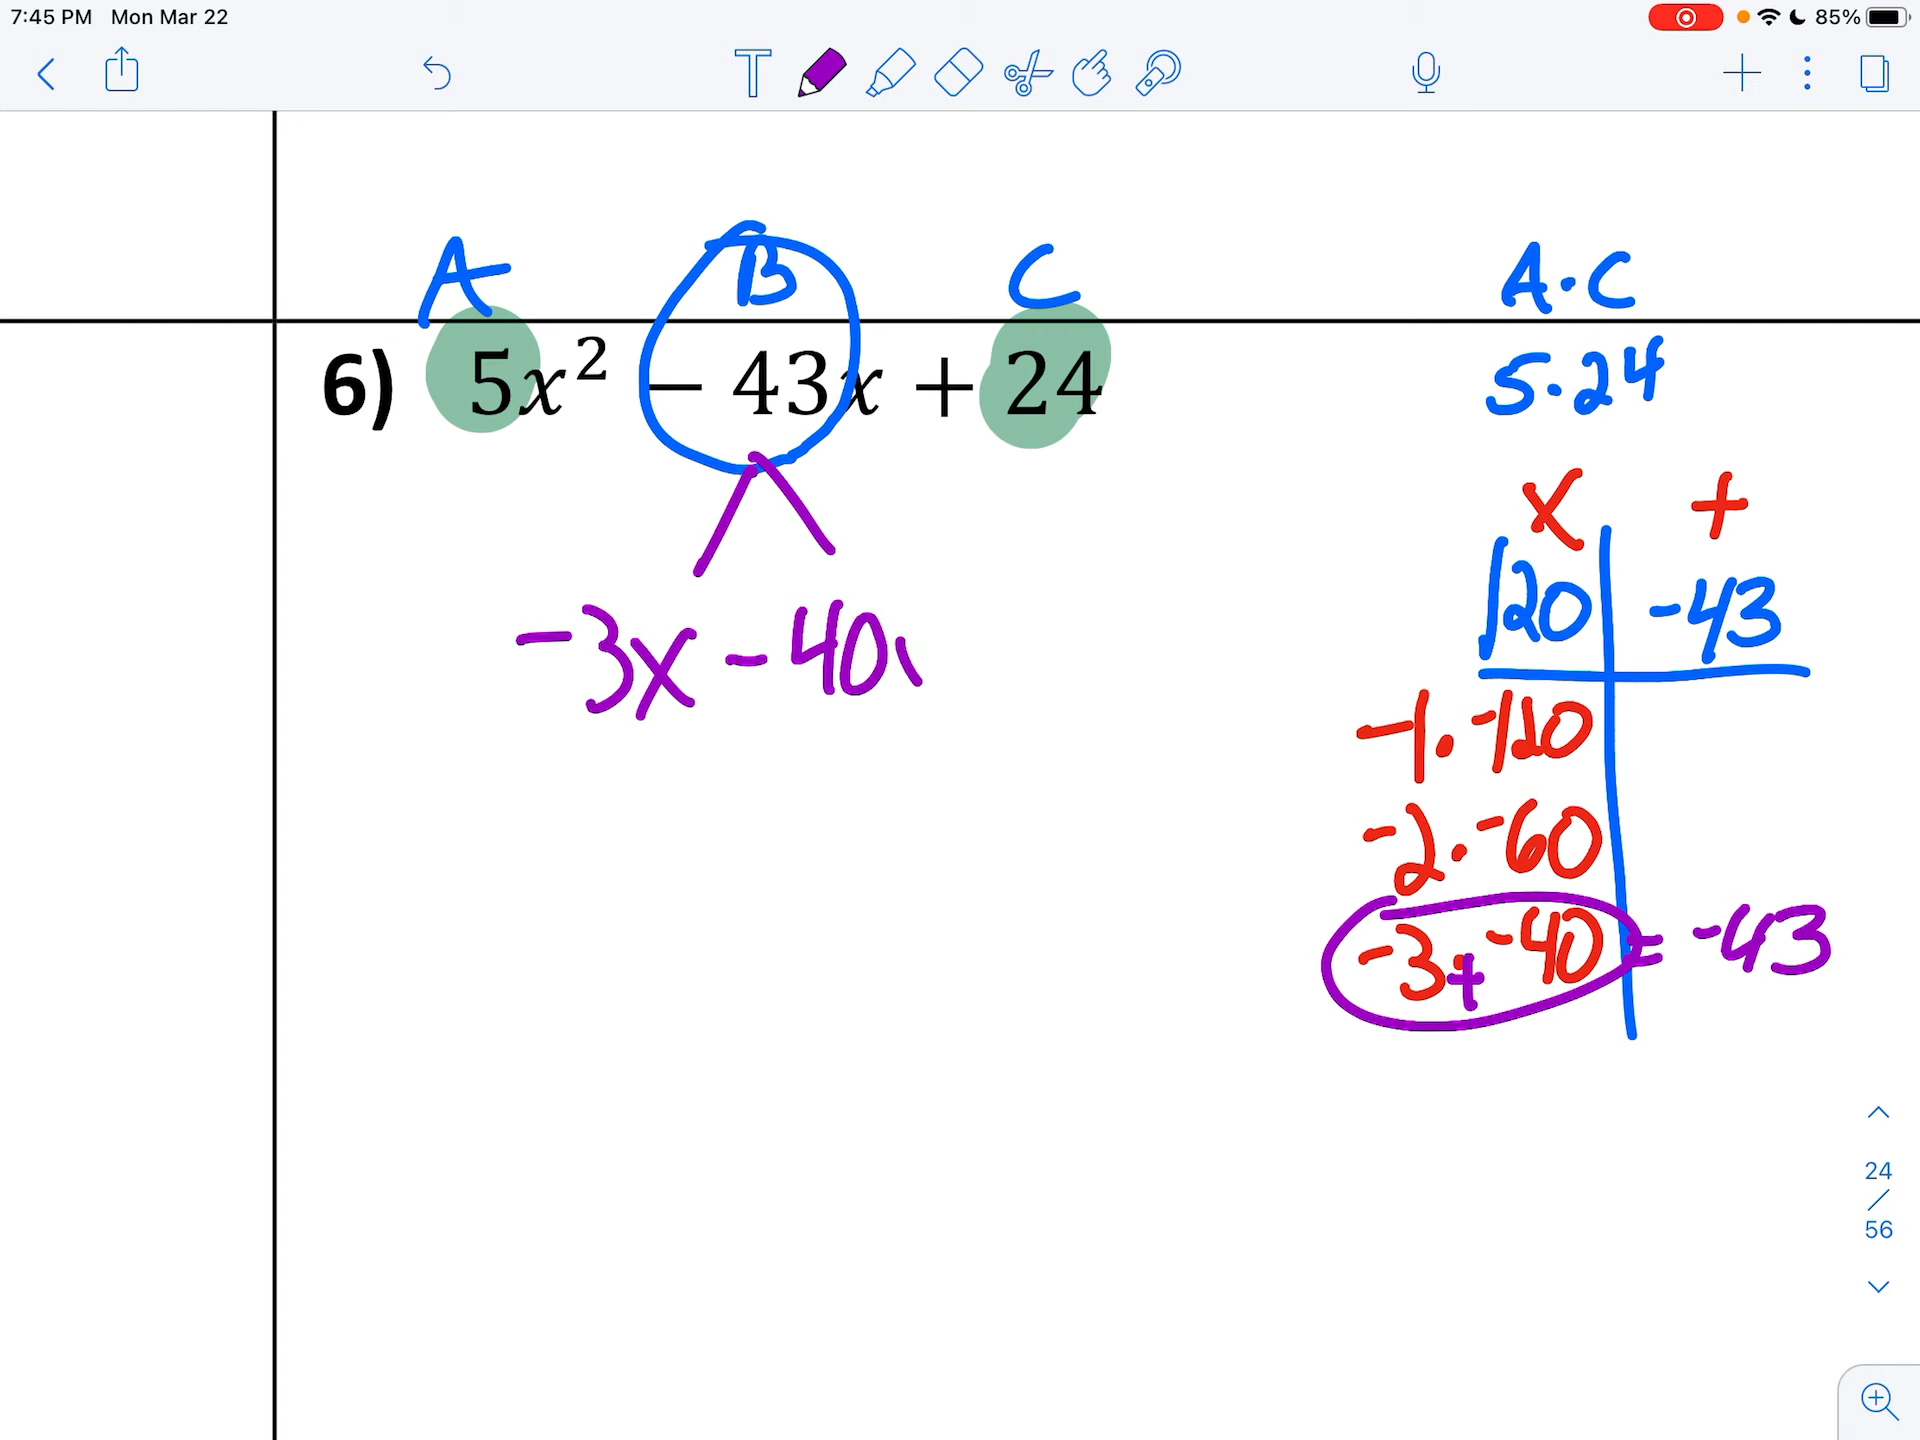 7:45 PM Mon Mar 22
85%
T
A B C
A·C
6) 5x² − 43x + 24
5·24
x +
120 -43
-3x - 40
-1 · -120
-2 · -60
-3 + -40 = -43
24
/
56